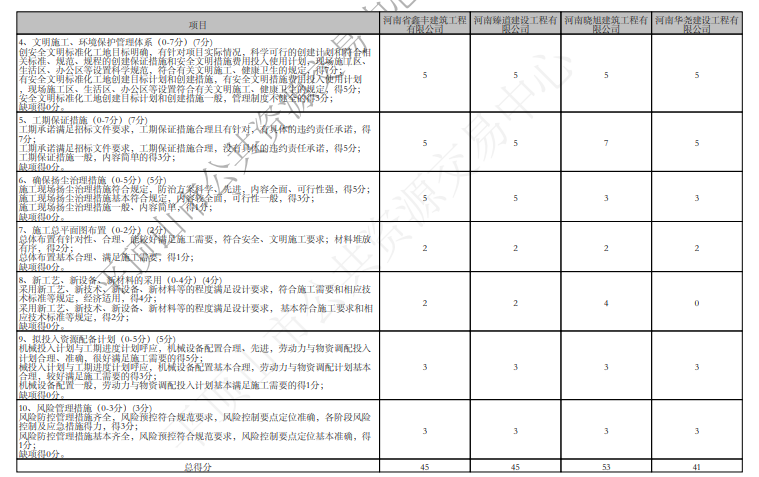 项目 河南省鑫丰建筑工程有限公司 河南臻道建设工程有限公司 河南晓旭建筑工程有限公司 河南华尧建设工程有限公司
4、文明施工、环境保护管理体系（0-7分）(7分)
创安全文明标准化工地目标明确，有针对项目实际情况，科学可行的创建计划和符合相
关标准、规范、规程的创建保证措施和安全文明措施费用投入使用计划，现场施工区、
生活区、办公区等设置科学规范，符合有关文明施工、健康卫生的规定，得7分；
有安全文明标准化工地创建目标计划和创建措施，有安全文明措施费用投入使用计划
，现场施工区、生活区、办公区等设置符合有关文明施工、健康卫生的规定，得5分；
安全文明标准化工地创建目标计划和创建措施一般，管理制度不健全的得3分；
缺项得0分。
5 5 5 5
5、工期保证措施（0-7分）(7分)
工期承诺满足招标文件要求，工期保证措施合理且有针对，有具体的违约责任承诺，得
7分；
工期承诺满足招标文件要求，工期保证措施合理，没有具体的违约责任承诺，得5分；
工期保证措施一般，内容简单的得3分；
缺项得0分。
5 5 7 5
6、确保扬尘治理措施（0-5分）(5分)
施工现场扬尘治理措施符合规定，防治方案科学、先进，内容全面、可行性强，得5分；
施工现场扬尘治理措施基本符合规定，内容较全面，可行性一般，得3分；
施工现场扬尘治理措施一般、内容简单，得1分；
缺项得0分。
5 5 3 3
7、施工总平面图布置（0-2分）(2分)
总体布置有针对性、合理、能较好满足施工需要，符合安全、文明施工要求；材料堆放
有序，得2分；
总体布置基本合理、满足施工需要，得1分；
缺项得0分。
2 2 2 2
8、新工艺、新设备、新材料的采用（0-4分）(4分)
采用新工艺、新技术、新设备、新材料等的程度满足设计要求，符合施工需要和相应技
术标准等规定，经济适用，得4分；
采用新工艺、新技术、新设备、新材料等的程度满足设计要求， 基本符合施工要求和相
应技术标准等规定，得2分；
缺项得0分。
2 2 4 0
9、拟投入资源配备计划（0-5分）(5分)
机械投入计划与工期进度计划呼应，机械设备配置合理、先进，劳动力与物资调配投入
计划合理、准确，很好满足施工需要的得5分；
械投入计划与工期进度计划呼应，机械设备配置基本合理，劳动力与物资调配计划基本
合理，较好满足施工需要的得3分；
机械设备配置一般，劳动力与物资调配投入计划基本满足施工需要的得1分；
缺项得0分。
3 3 3 3
10、风险管理措施（0-3分）(3分)
风险防控管理措施齐全，风险预控符合规范要求，风险控制要点定位准确，各阶段风险
控制及应急措施得力，得3分；
风险防控管理措施基本齐全，风险预控符合规范要求，风险控制要点定位基本准确，得
1分；
缺项得0分。
3 3 3 3
总得分 45 45 53 41
平顶山市公共资源交易中心